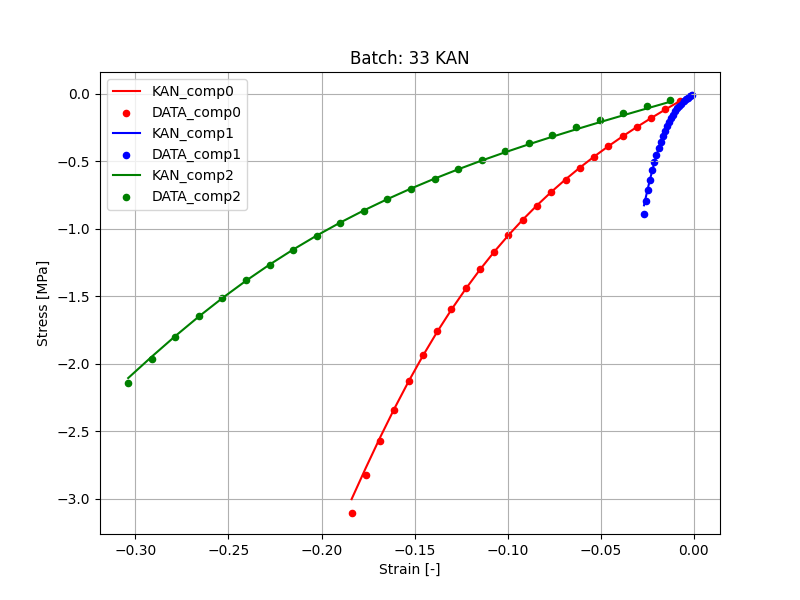 Batch: 33 KAN
KAN_comp0
DATA_comp0
KAN_comp1
DATA_comp1
KAN_comp2
DATA_comp2
0.0
−0.5
−1.0
−1.5
−2.0
−2.5
−3.0
Stress [MPa]
−0.30 −0.25 −0.20 −0.15 −0.10 −0.05 0.00
Strain [-]